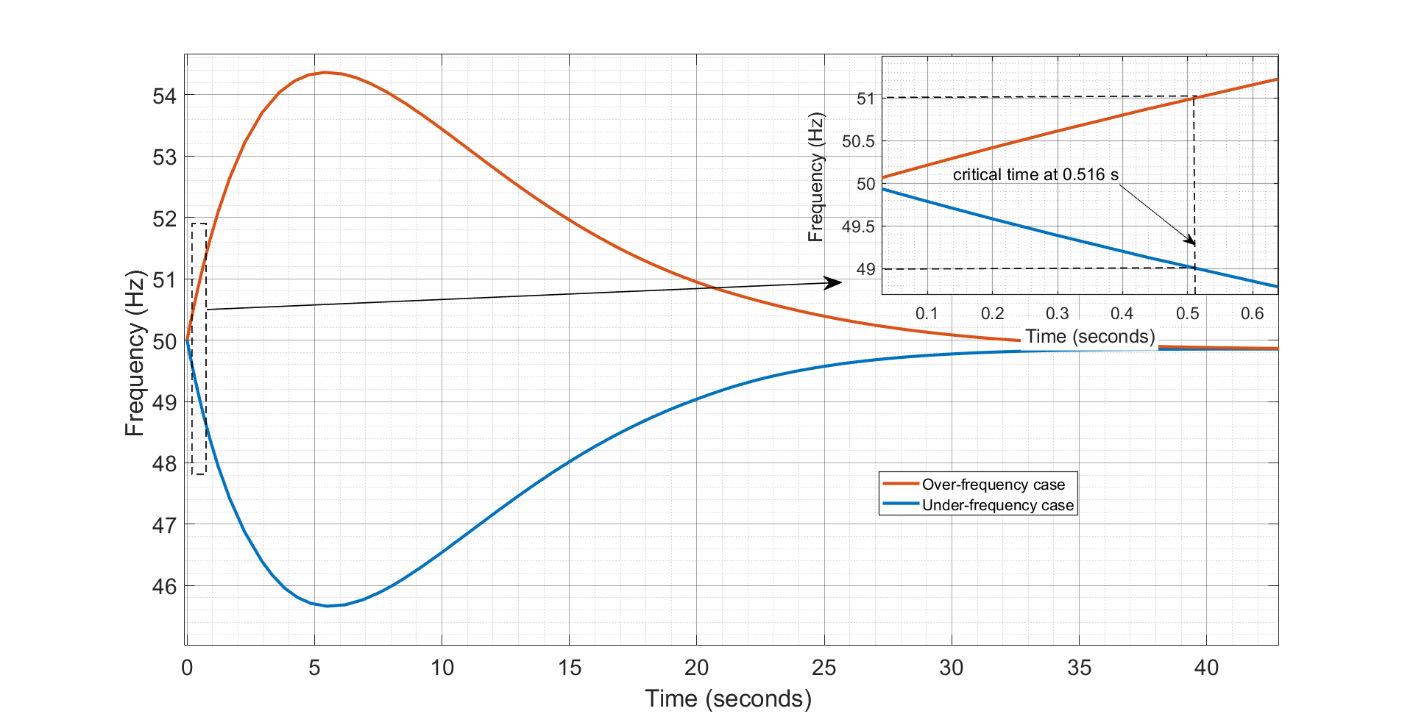 54
53
52
51
50
49
48
47
46
Frequency (Hz)
0 5 10 15 20 25 30 35 40
Time (seconds)
51
50.5
50
49.5
49
Frequency (Hz)
critical time at 0.516 s
0.1 0.2 0.3 0.4 0.5 0.6
Time (seconds)
Over-frequency case
Under-frequency case